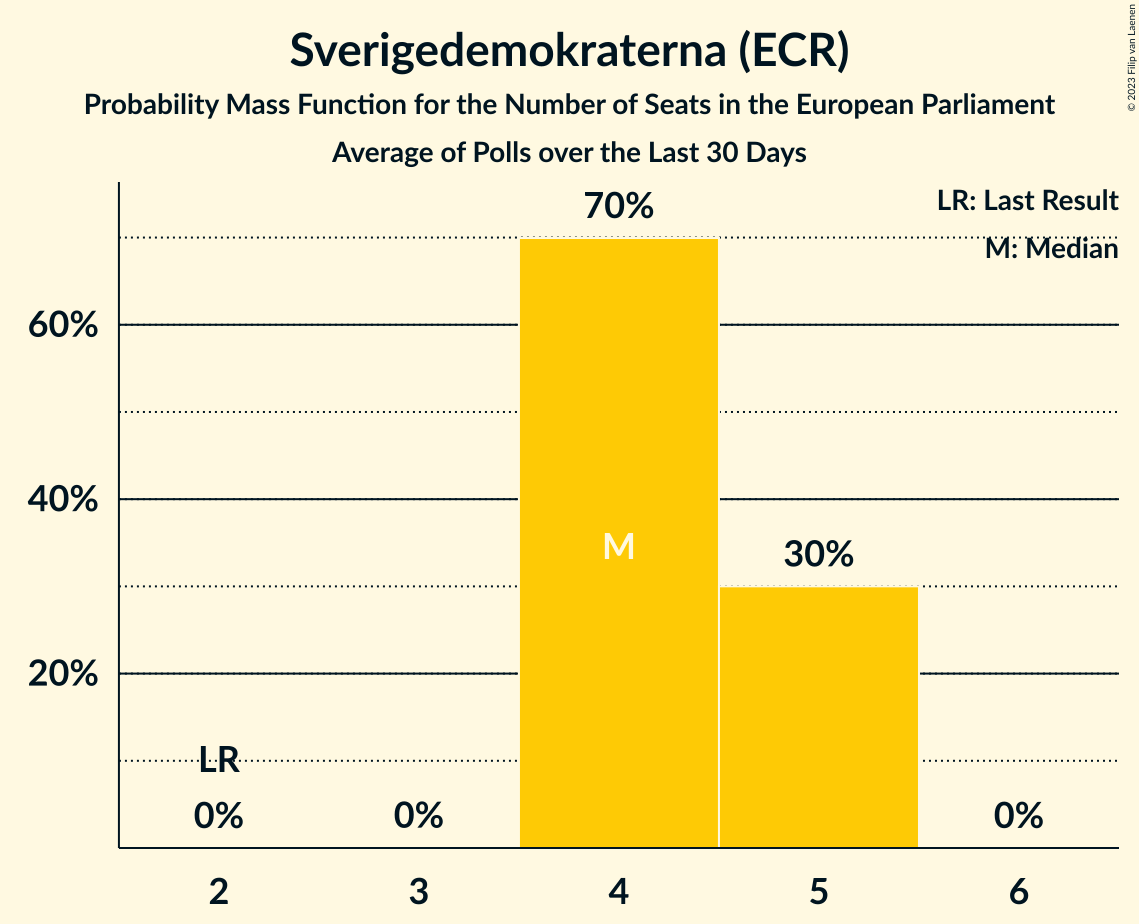 Sverigedemokraterna (ECR)
Probability Mass Function for the Number of Seats in the European Parliament
Average of Polls over the Last 30 Days
© 2023 Filip van Laenen
LR: Last Result
M: Median
70%
60%
40%
M
30%
20%
LR
0%
0%
0%
2
3
4
5
6